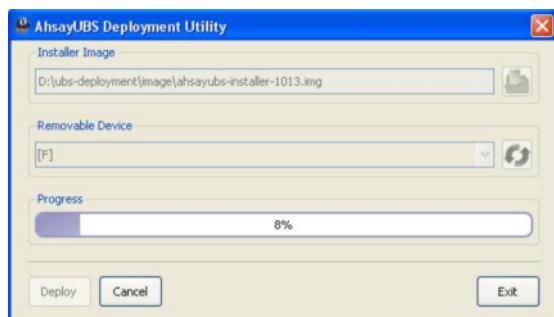 AhsayUBS Deployment Utility
Installer Image
D:\ubs-deployment\image\ahsayubs-installer-1013.img
Removable Device
[F]
Progress
8%
Deploy Cancel Exit